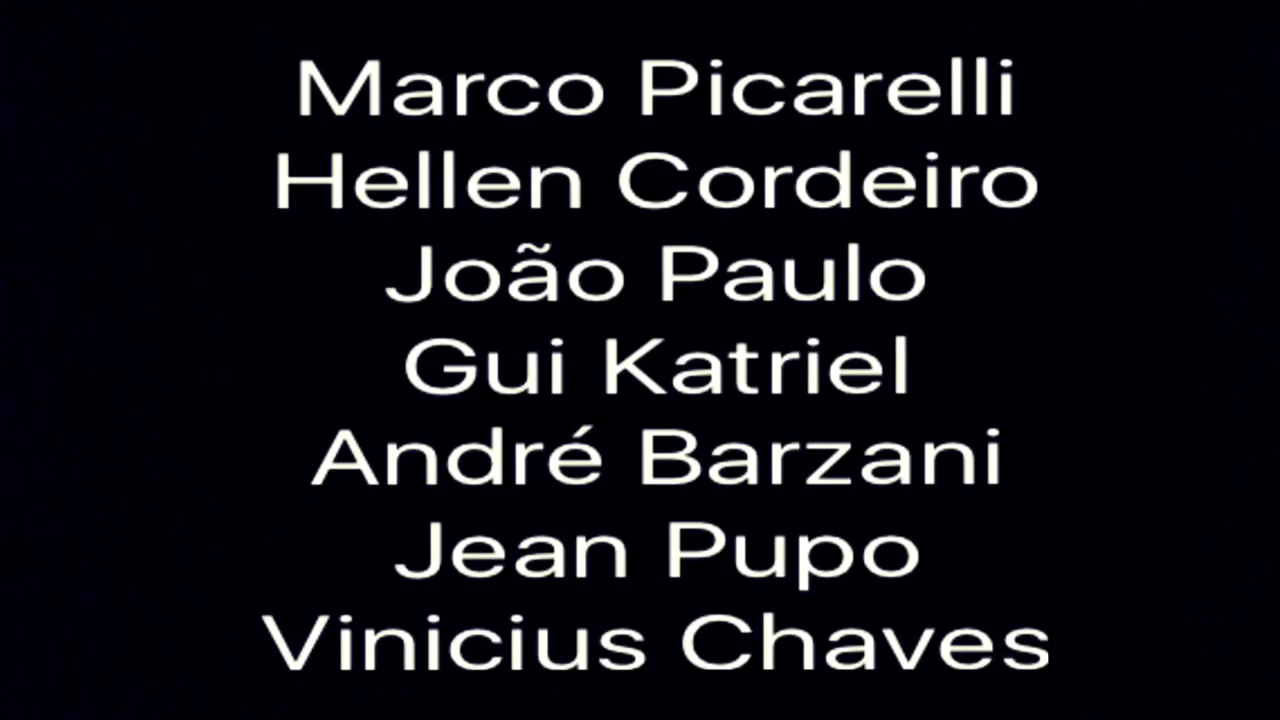 Marco Picarelli
Hellen Cordeiro
João Paulo
Gui Katriel
André Barzani
Jean Pupo
Vinicius Chaves